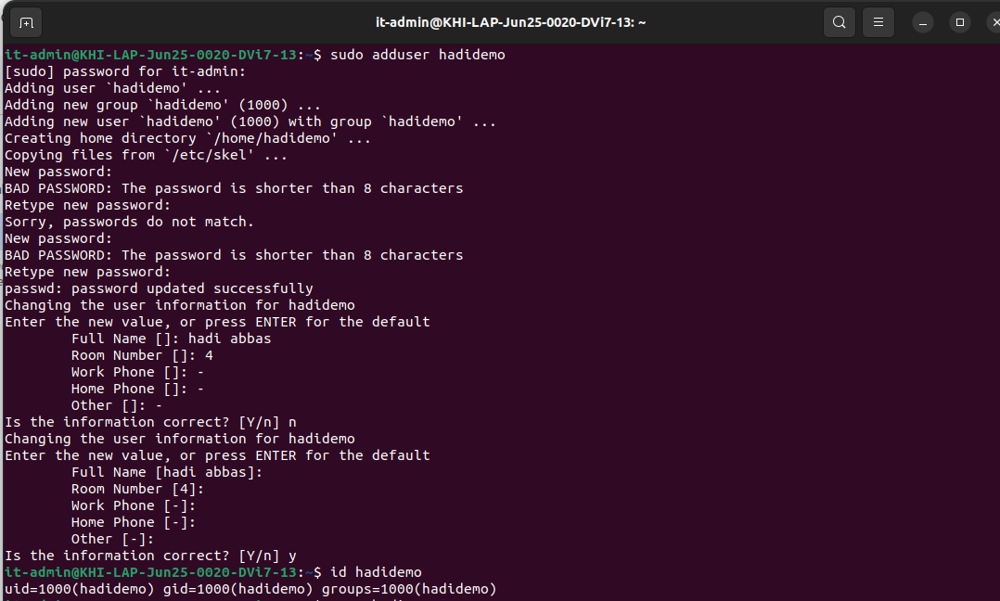 it-admin@KHI-LAP-Jun25-0020-DVi7-13: ~
it-admin@KHI-LAP-Jun25-0020-DVi7-13:~$ sudo adduser hadidemo
[sudo] password for it-admin:
Adding user `hadidemo' ...
Adding new group `hadidemo' (1000) ...
Adding new user `hadidemo' (1000) with group `hadidemo' ...
Creating home directory `/home/hadidemo' ...
Copying files from `/etc/skel' ...
New password:
BAD PASSWORD: The password is shorter than 8 characters
Retype new password:
Sorry, passwords do not match.
New password:
BAD PASSWORD: The password is shorter than 8 characters
Retype new password:
passwd: password updated successfully
Changing the user information for hadidemo
Enter the new value, or press ENTER for the default
        Full Name []: hadi abbas
        Room Number []: 4
        Work Phone []: -
        Home Phone []: -
        Other []: -
Is the information correct? [Y/n] n
Changing the user information for hadidemo
Enter the new value, or press ENTER for the default
        Full Name [hadi abbas]:
        Room Number [4]:
        Work Phone [-]:
        Home Phone [-]:
        Other [-]:
Is the information correct? [Y/n] y
it-admin@KHI-LAP-Jun25-0020-DVi7-13:~$ id hadidemo
uid=1000(hadidemo) gid=1000(hadidemo) groups=1000(hadidemo)